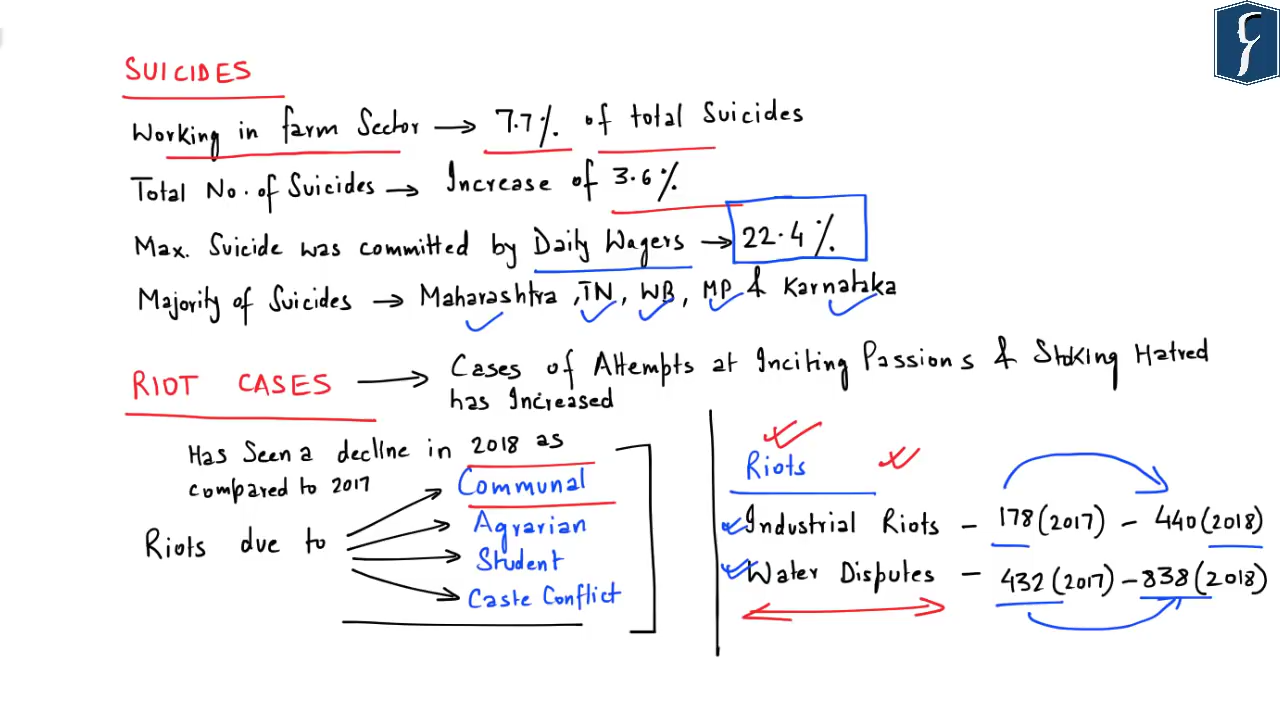 SUICIDES
Working in farm Sector → 7.7% of total Suicides
Total No. of Suicides → Increase of 3.6%
Max. Suicide was committed by Daily Wagers → 22.4%
Majority of Suicides → Maharashtra, TN, WB, MP & Karnataka
RIOT CASES → Cases of Attempts at Inciting Passions & Stoking Hatred
has Increased
Has Seen a decline in 2018 as
compared to 2017
Riots due to
Communal
Agrarian
Student
Caste Conflict
Riots
Industrial Riots - 178 (2017) - 440 (2018)
Water Disputes - 432 (2017) - 838 (2018)